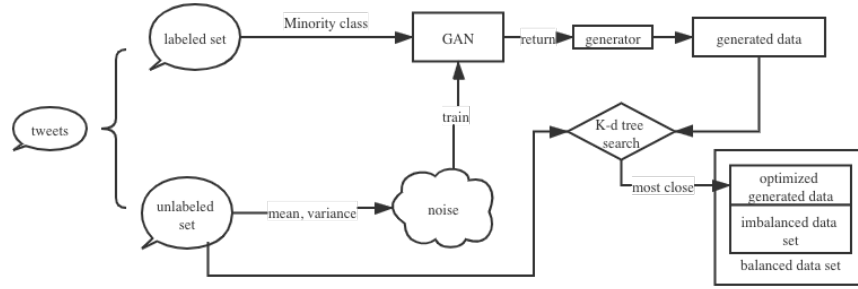 labeled set
Minority class
GAN
return
generator
generated data
tweets
train
K-d tree
search
unlabeled
set
mean, variance
noise
most close
optimized
generated data
imbalanced data
set
balanced data set